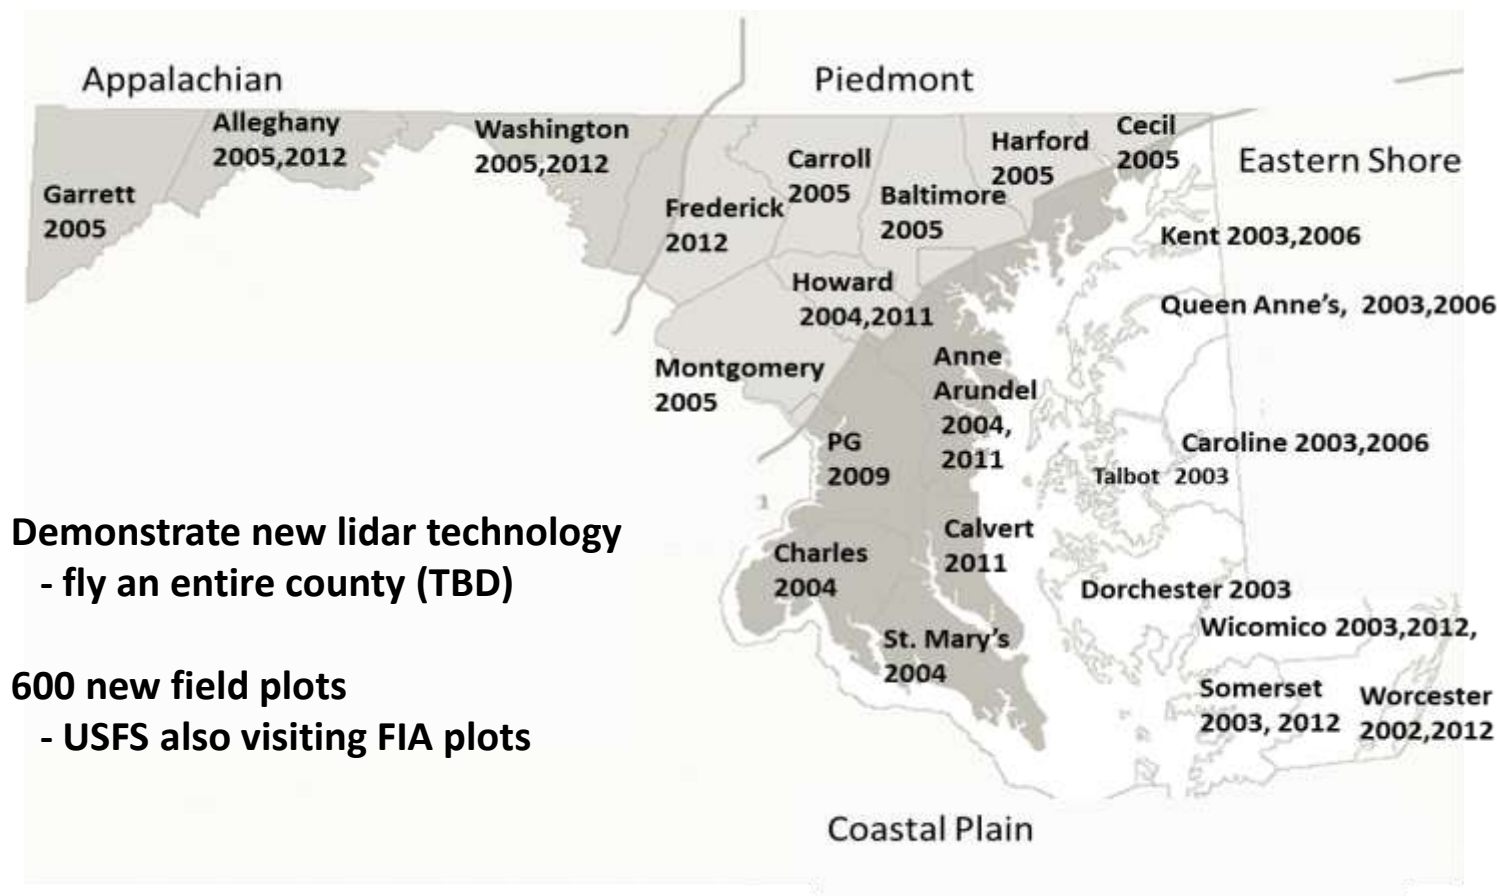 Appalachian
Piedmont
Alleghany
2005,2012
Washington
2005,2012
Garrett
2005
Frederick
2012
Carroll
2005
Baltimore
2005
Harford
2005
Cecil
2005
Eastern Shore
Kent 2003,2006
Queen Anne’s, 2003,2006
Howard
2004,2011
Montgomery
2005
Anne
Arundel
2004,
2011
PG
2009
Caroline 2003,2006
Talbot 2003
Calvert
2011
Charles
2004
St. Mary’s
2004
Dorchester 2003
Wicomico 2003,2012,
Somerset
2003, 2012
Worcester
2002,2012
Demonstrate new lidar technology
- fly an entire county (TBD)
600 new field plots
- USFS also visiting FIA plots
Coastal Plain